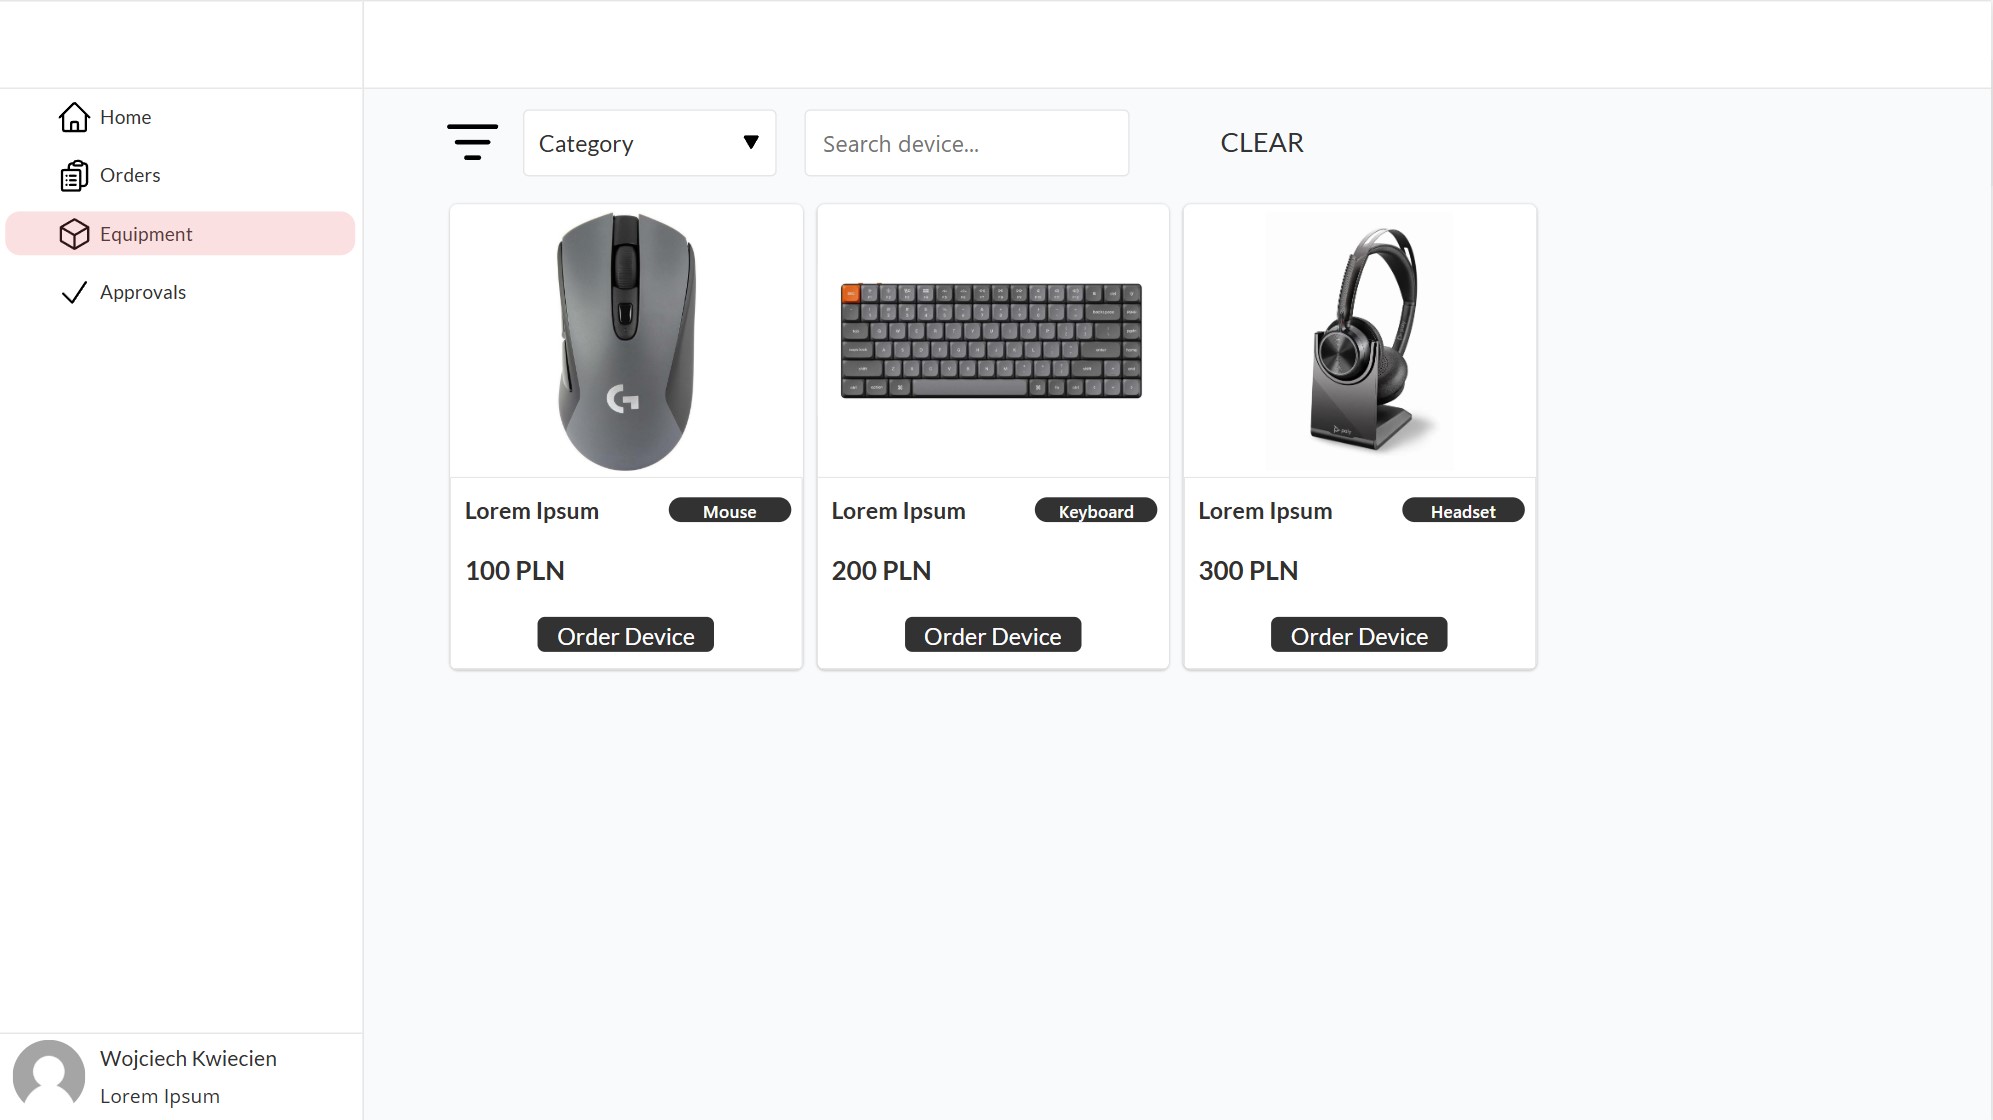 Home
Orders
Equipment
Approvals
Category
Search device...
CLEAR
Lorem Ipsum
Mouse
100 PLN
Order Device
Lorem Ipsum
Keyboard
200 PLN
Order Device
poly
Lorem Ipsum
Headset
300 PLN
Order Device
Wojciech Kwiecien
Lorem Ipsum